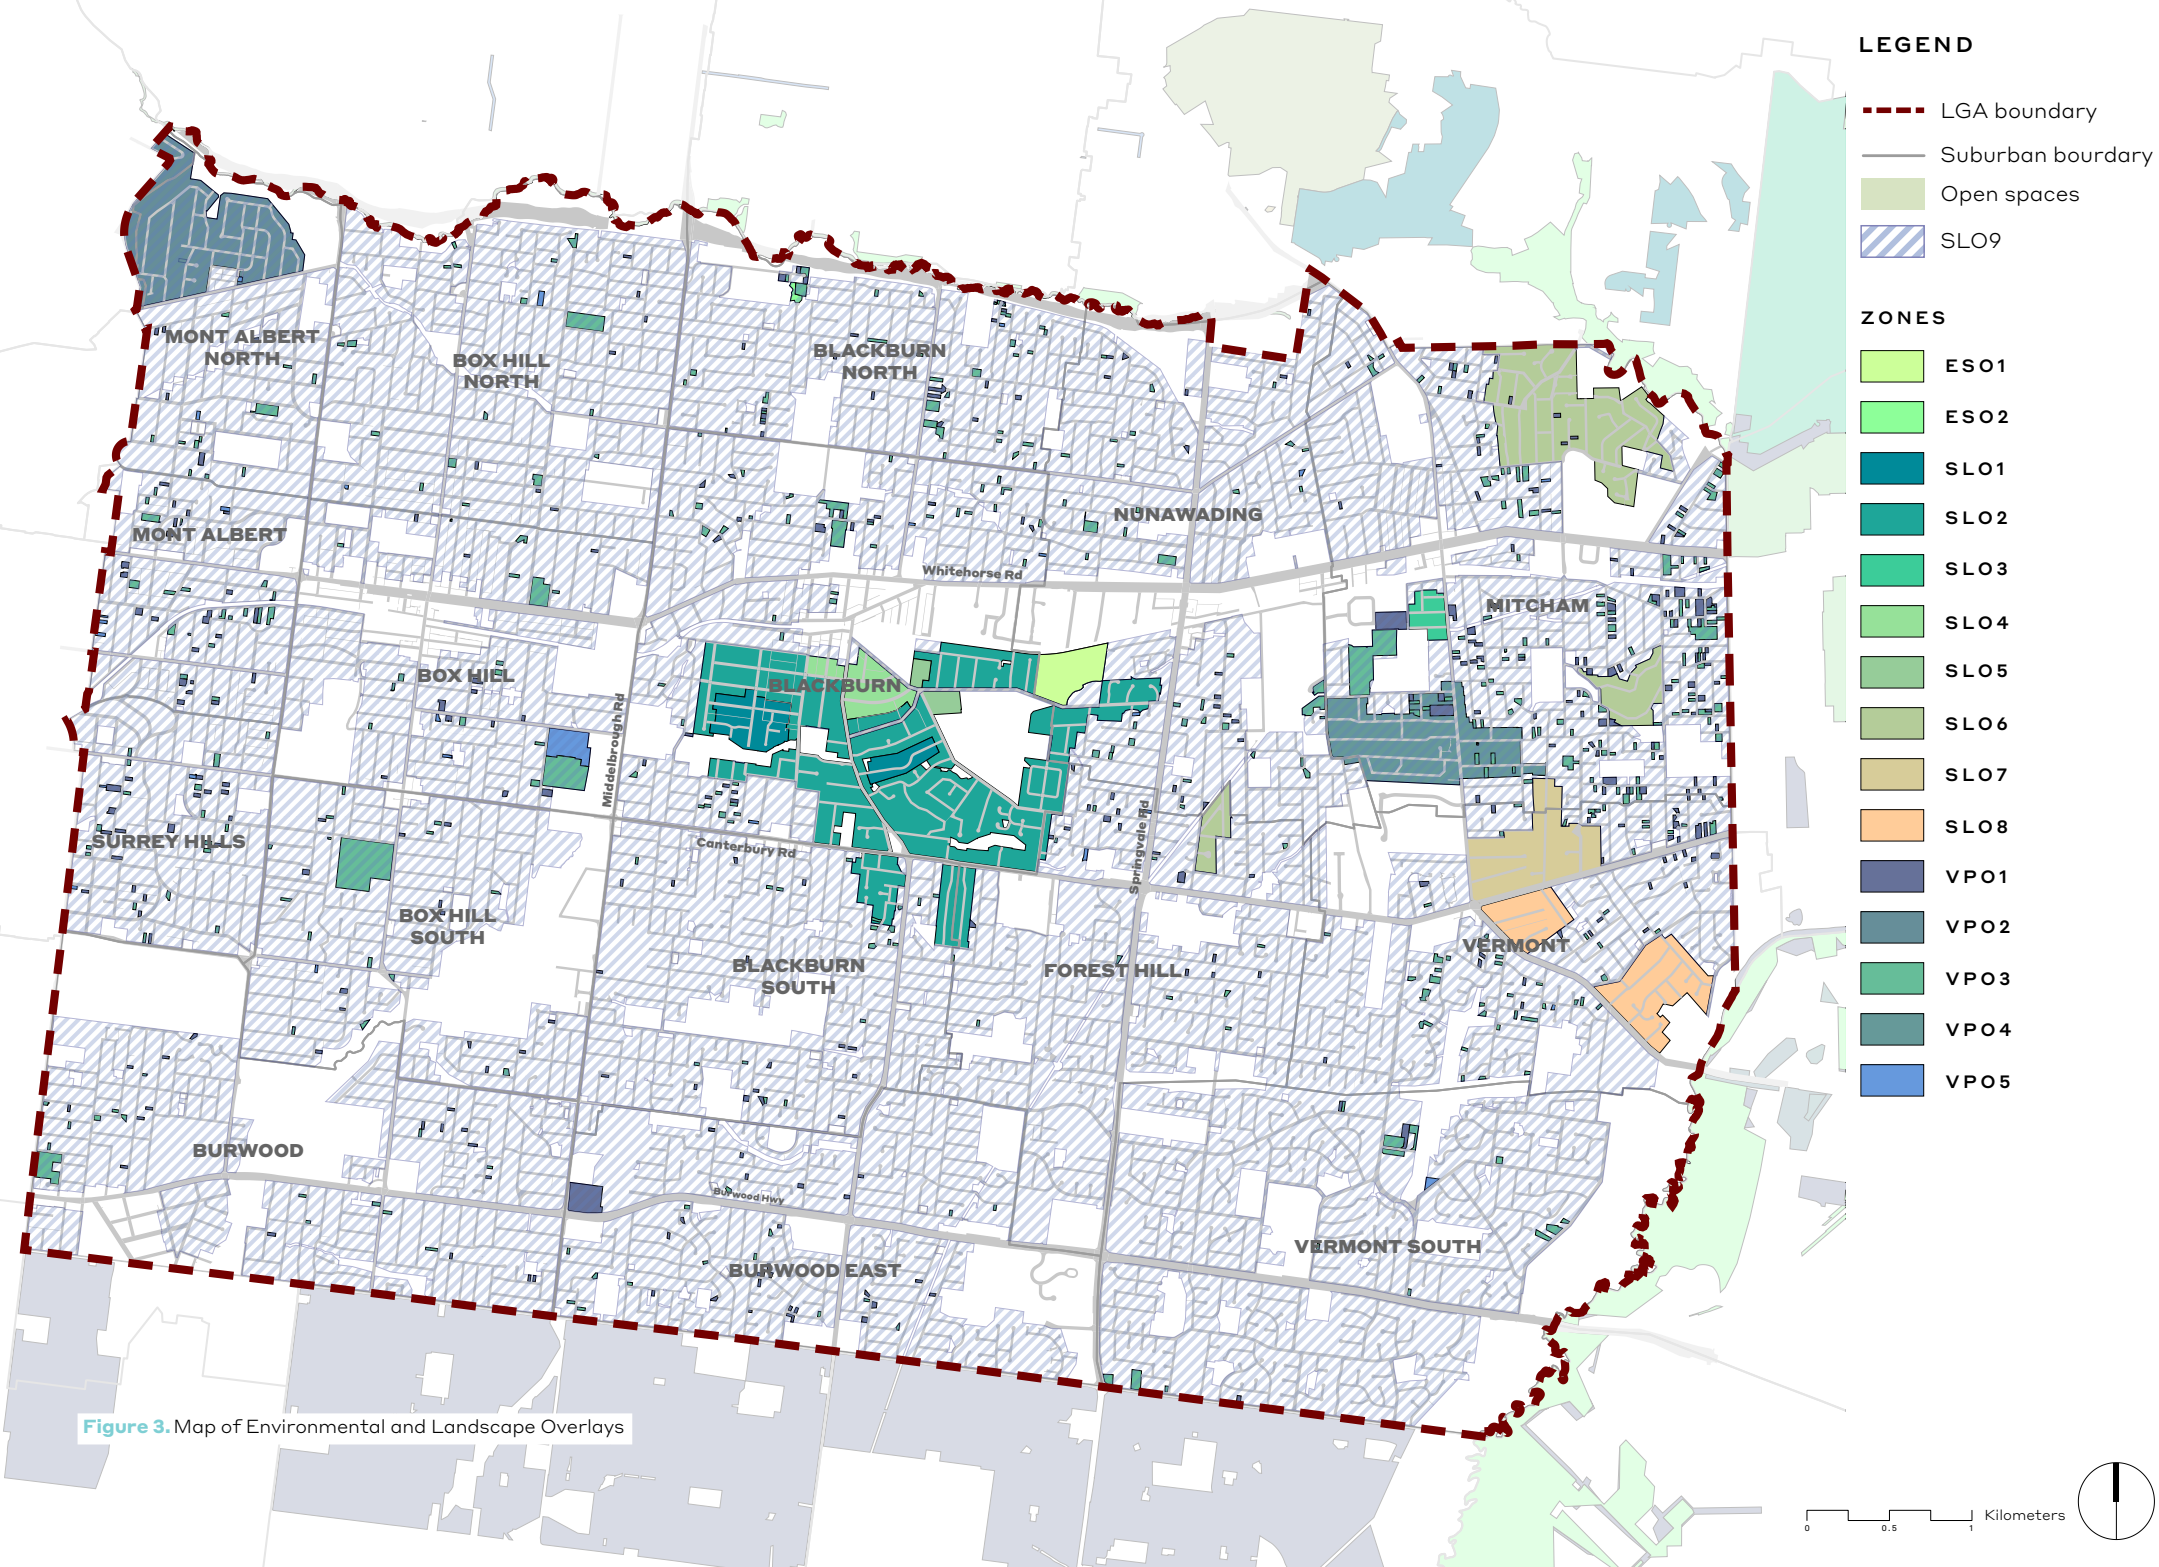 LEGEND
LGA boundary
Suburban bourdary
Open spaces
SLO9
ZONES
ESO1
ESO2
SLO1
SLO2
SLO3
SLO4
SLO5
SLO6
SLO7
SLO8
VPO1
VPO2
VPO3
VPO4
VPO5
MONT ALBERT
NORTH
BOX HILL
NORTH
BLACKBURN
NORTH
NUNAWADING
MONT ALBERT
Whitehorse Rd
MITCHAM
BOX HILL
BLACKBURN
Middelbrough Rd
SURREY HILLS
Canterbury Rd
Springvale Rd
BOX HILL
SOUTH
VERMONT
BLACKBURN
SOUTH
FOREST HILL
BURWOOD
Burwood Hwy
VERMONT SOUTH
BURWOOD EAST
Figure 3. Map of Environmental and Landscape Overlays
0 0.5 1 Kilometers